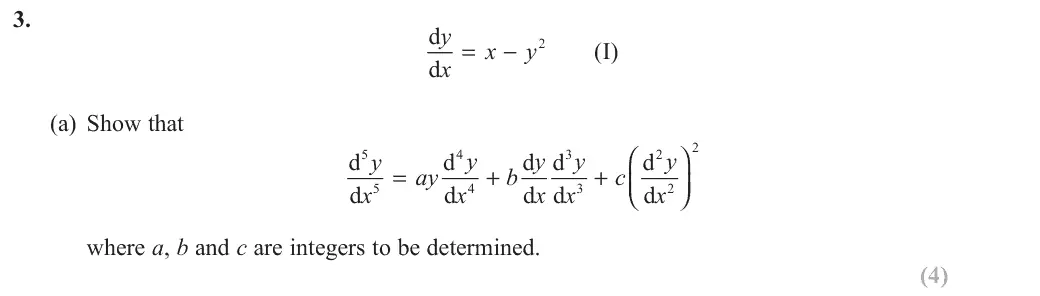 3.
dy/dx = x − y² (I)
(a) Show that
d⁵y/dx⁵ = ay d⁴y/dx⁴ + b dy/dx d³y/dx³ + c(d²y/dx²)²
where a, b and c are integers to be determined.
(4)